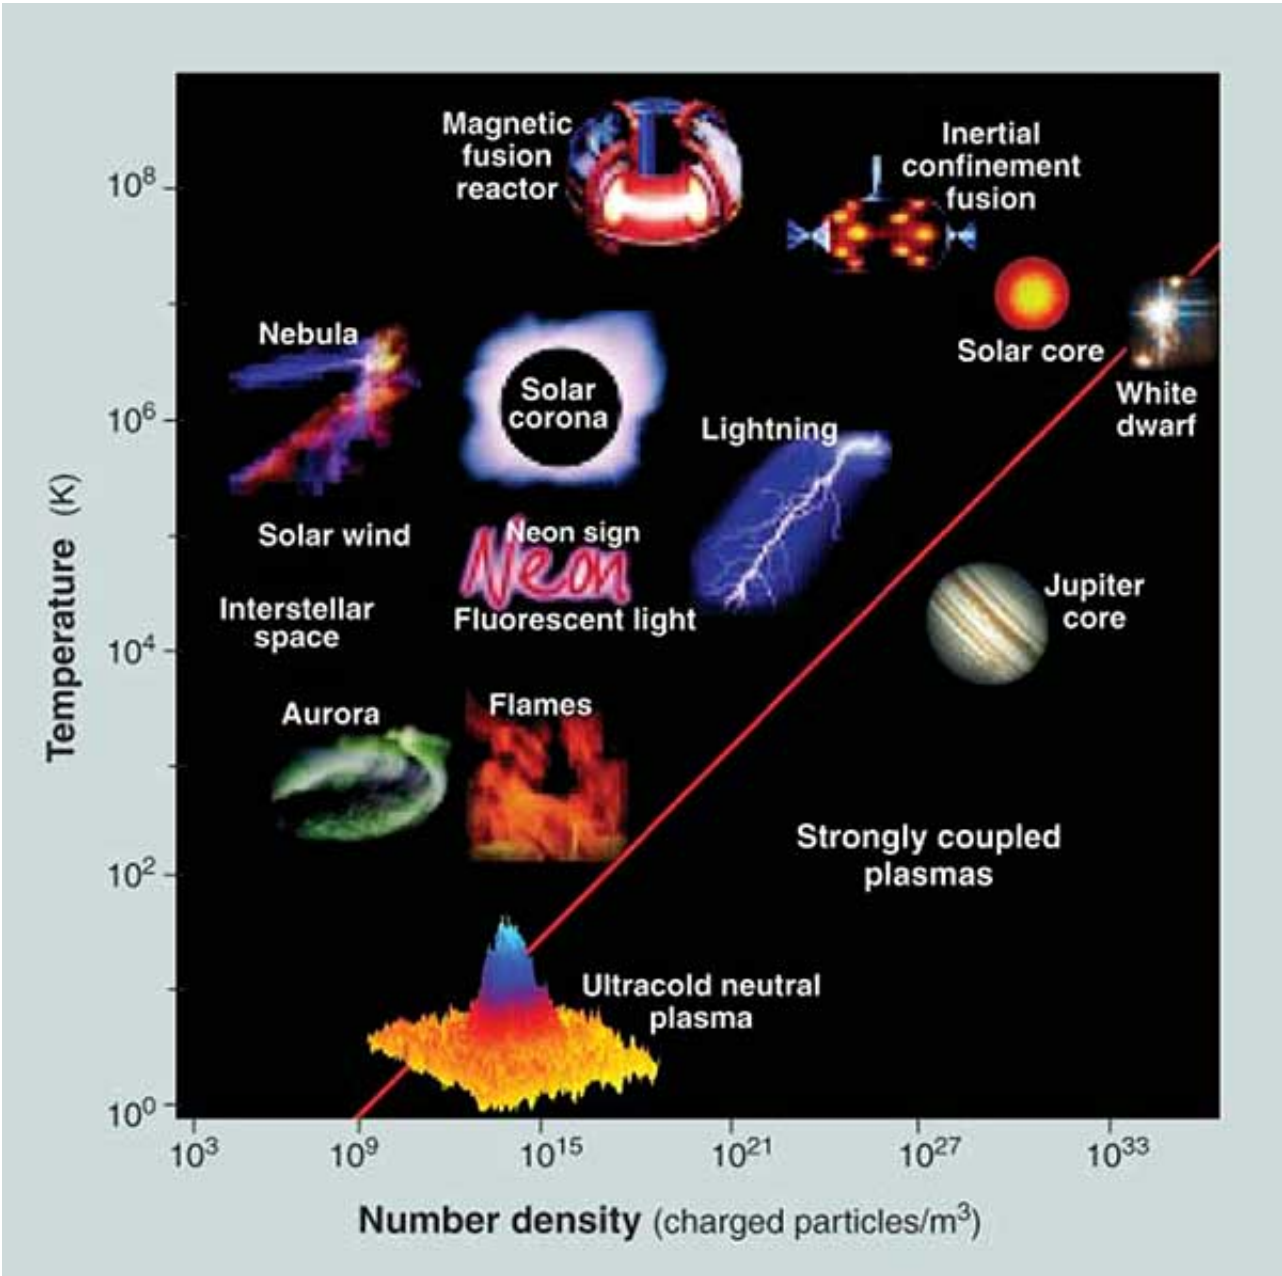 Magnetic
fusion
reactor
Inertial
confinement
fusion
10⁸
Solar core
Nebula
Solar
corona
White
dwarf
10⁶
Lightning
Solar wind
Neon sign
Neon
Fluorescent light
Jupiter
core
Interstellar
space
10⁴
Temperature (K)
Aurora
Flames
Strongly coupled
plasmas
10²
Ultracold neutral
plasma
10⁰
10³ 10⁹ 10¹⁵ 10²¹ 10²⁷ 10³³
Number density (charged particles/m³)